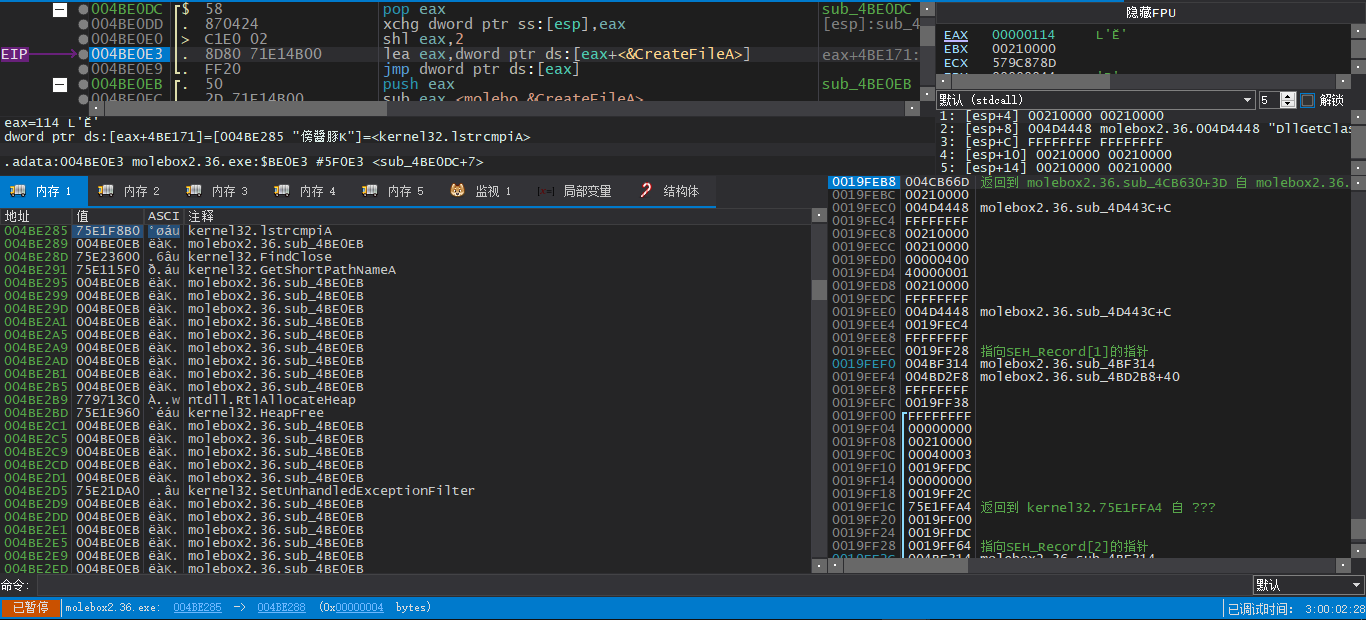 004BE0DC $ 58 pop eax sub_4BE0DC
004BE0DD . 870424 xchg dword ptr ss:[esp],eax [esp]:sub_4
004BE0E0 > C1E0 02 shl eax,2
EIP 004BE0E3 . 8D80 71E14B00 lea eax,dword ptr ds:[eax+<&CreateFileA>] eax+4BE171:
004BE0E9 . FF20 jmp dword ptr ds:[eax]
004BE0EB . 50 push eax sub_4BE0EB
004BE0EC . 2D 71E14B00 sub eax,<molebo.&CreateFileA>
隐藏FPU
EAX 00000114 L'Ĕ'
EBX 00210000
ECX 579C878D
默认 (stdcall) 5 解锁
1: [esp+4] 00210000 00210000
2: [esp+8] 004D4448 molebox2.36.004D4448 "DllGetClas
3: [esp+C] FFFFFFFF FFFFFFFF
4: [esp+10] 00210000 00210000
5: [esp+14] 00210000 00210000
eax=114 L'Ĕ'
dword ptr ds:[eax+4BE171]=[004BE285 "傍醤豚K"]=<kernel32.lstrcmpiA>
.adata:004BE0E3 molebox2.36.exe:$BE0E3 #5F0E3 <sub_4BE0DC+7>
内存 1 内存 2 内存 3 内存 4 内存 5 监视 1 [x=] 局部变量 结构体
地址 值 ASCI 注释
004BE285 75E1F8B0 °øáu kernel32.lstrcmpiA
004BE289 004BE0EB ëàK. molebox2.36.sub_4BE0EB
004BE28D 75E23600 .6âu kernel32.FindClose
004BE291 75E115F0 ð.áu kernel32.GetShortPathNameA
004BE295 004BE0EB ëàK. molebox2.36.sub_4BE0EB
004BE299 004BE0EB ëàK. molebox2.36.sub_4BE0EB
004BE29D 004BE0EB ëàK. molebox2.36.sub_4BE0EB
004BE2A1 004BE0EB ëàK. molebox2.36.sub_4BE0EB
004BE2A5 004BE0EB ëàK. molebox2.36.sub_4BE0EB
004BE2A9 004BE0EB ëàK. molebox2.36.sub_4BE0EB
004BE2AD 004BE0EB ëàK. molebox2.36.sub_4BE0EB
004BE2B1 004BE0EB ëàK. molebox2.36.sub_4BE0EB
004BE2B5 004BE0EB ëàK. molebox2.36.sub_4BE0EB
004BE2B9 779713C0 À..w ntdll.RtlAllocateHeap
004BE2BD 75E1E960 `éáu kernel32.HeapFree
004BE2C1 004BE0EB ëàK. molebox2.36.sub_4BE0EB
004BE2C5 004BE0EB ëàK. molebox2.36.sub_4BE0EB
004BE2C9 004BE0EB ëàK. molebox2.36.sub_4BE0EB
004BE2CD 004BE0EB ëàK. molebox2.36.sub_4BE0EB
004BE2D1 004BE0EB ëàK. molebox2.36.sub_4BE0EB
004BE2D5 75E21DA0 .âu kernel32.SetUnhandledExceptionFilter
004BE2D9 004BE0EB ëàK. molebox2.36.sub_4BE0EB
004BE2DD 004BE0EB ëàK. molebox2.36.sub_4BE0EB
004BE2E1 004BE0EB ëàK. molebox2.36.sub_4BE0EB
004BE2E5 004BE0EB ëàK. molebox2.36.sub_4BE0EB
004BE2E9 004BE0EB ëàK. molebox2.36.sub_4BE0EB
004BE2ED 004BE0EB ëàK. molebox2.36.sub_4BE0EB
0019FEB8 004CB66D 返回到 molebox2.36.sub_4CB630+3D 自 molebox2.36.
0019FEBC 00210000
0019FEC0 004D4448 molebox2.36.sub_4D443C+C
0019FEC4 FFFFFFFF
0019FEC8 00210000
0019FECC 00210000
0019FED0 00000400
0019FED4 40000001
0019FED8 00210000
0019FEDC FFFFFFFF
0019FEE0 004D4448 molebox2.36.sub_4D443C+C
0019FEE4 0019FEC4
0019FEE8 FFFFFFFF
0019FEEC 0019FF28 指向SEH_Record[1]的指针
0019FEF0 004BF314 molebox2.36.sub_4BF314
0019FEF4 004BD2F8 molebox2.36.sub_4BD2B8+40
0019FEF8 FFFFFFFF
0019FEFC 0019FF38
0019FF00 FFFFFFFF
0019FF04 00000000
0019FF08 00210000
0019FF0C 00040003
0019FF10 0019FFDC
0019FF14 00000000
0019FF18 0019FF2C
0019FF1C 75E1FFA4 返回到 kernel32.75E1FFA4 自 ???
0019FF20 0019FF00
0019FF24 0019FFDC
0019FF28 0019FF64 指向SEH_Record[2]的指针
0019FF2C 004BF314 molebox2.36.sub_4BF314
命令: 默认
已暂停 molebox2.36.exe: 004BE285 -> 004BE288 (0x00000004 bytes) 已调试时间: 3:00:02:28